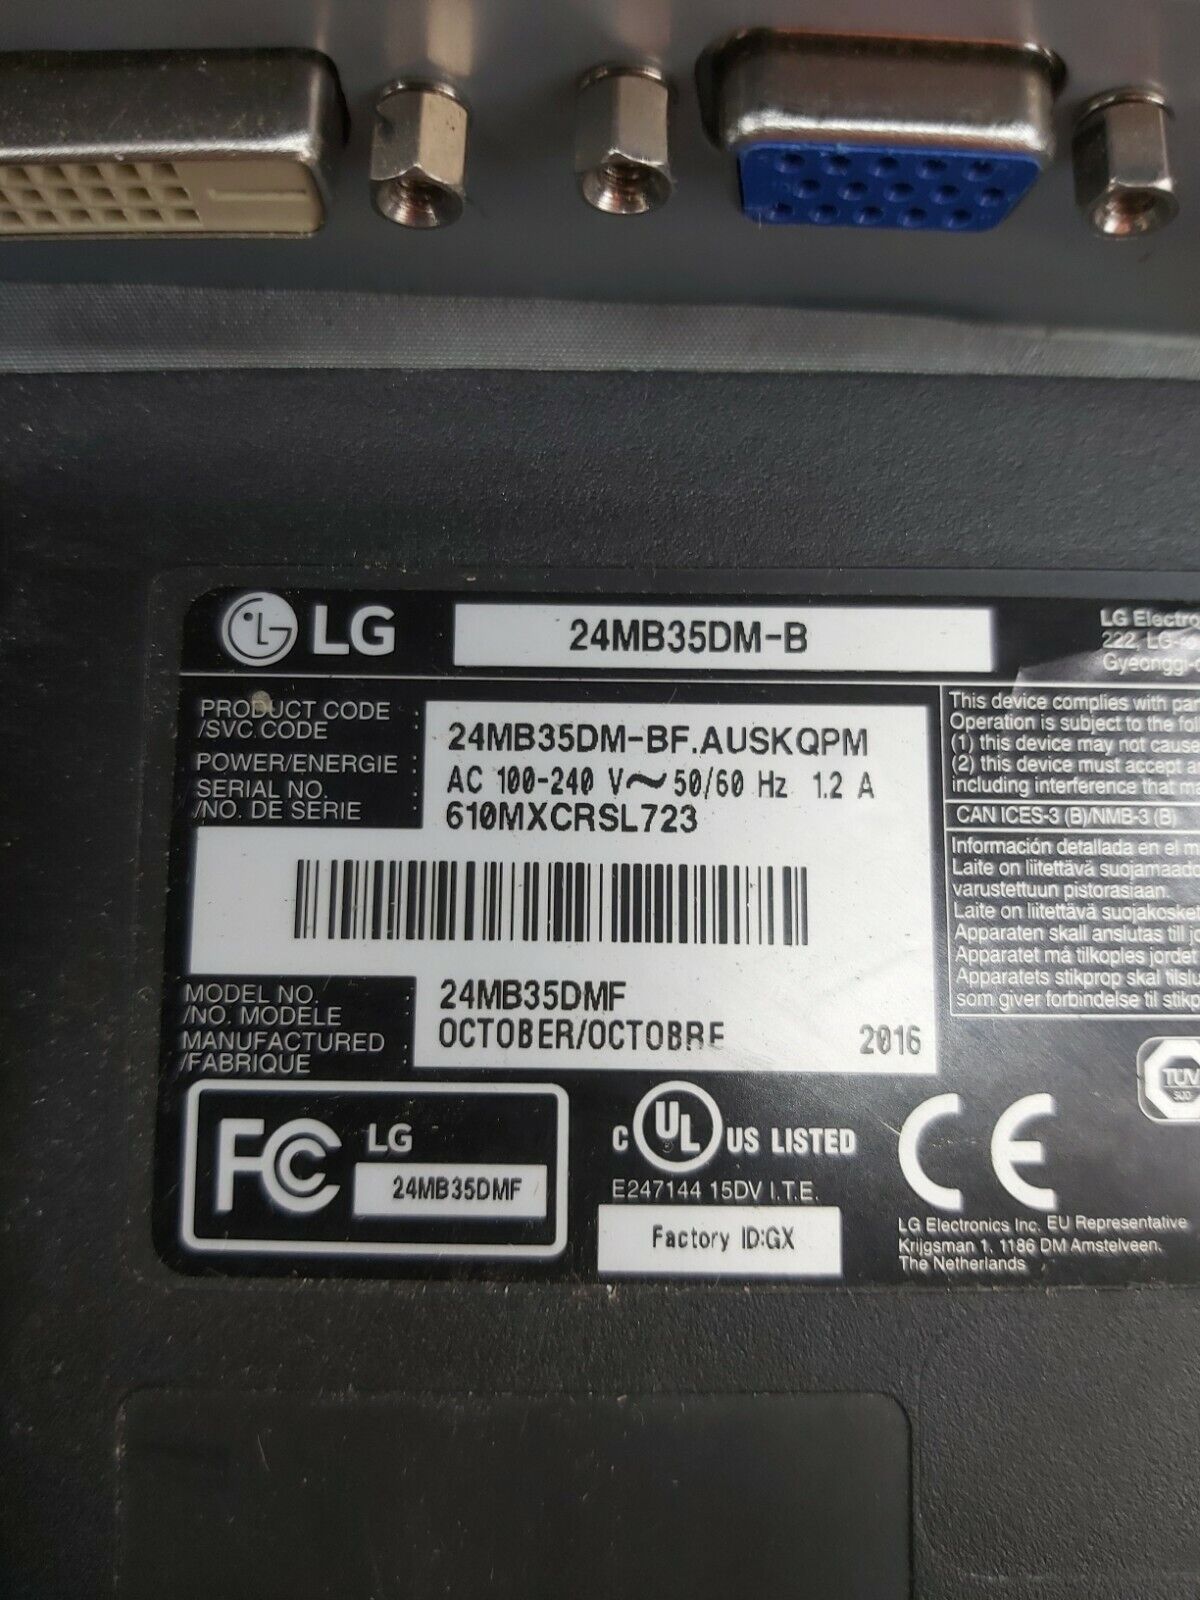 LG 24MB35DM-B
LG Electro
222, LG-
Gyeonggi-
PRODUCT CODE
/SVC.CODE : 24MB35DM-BF.AUSKQPM
POWER/ENERGIE : AC 100-240 V~50/60 Hz 1.2 A
SERIAL NO.
/NO. DE SERIE : 610MXCRSL723
MODEL NO.
/NO. MODELE : 24MB35DMF
MANUFACTURED
/FABRIQUE : OCTOBER/OCTOBRE 2016
This device complies with par
Operation is subject to the fo
(1) this device may not cause
(2) this device must accept a
including interference that ma
CAN ICES-3 (B)/NMB-3 (B)
Información detallada en el m
Laite on liitettävä suojamaado
varustettuun pistorasiaan.
Laite on liitettävä suojakoske
Apparaten skall anslutas till jo
Apparatet må tilkoples jordet
Apparatets stikprop skal tilslu
som giver forbindelse til stikp
FC LG
24MB35DMF
C UL US LISTED
E247144 15DV I.T.E.
Factory ID:GX
CE
LG Electronics Inc. EU Representative
Krijgsman 1, 1186 DM Amstelveen,
The Netherlands
TÜV
SÜD